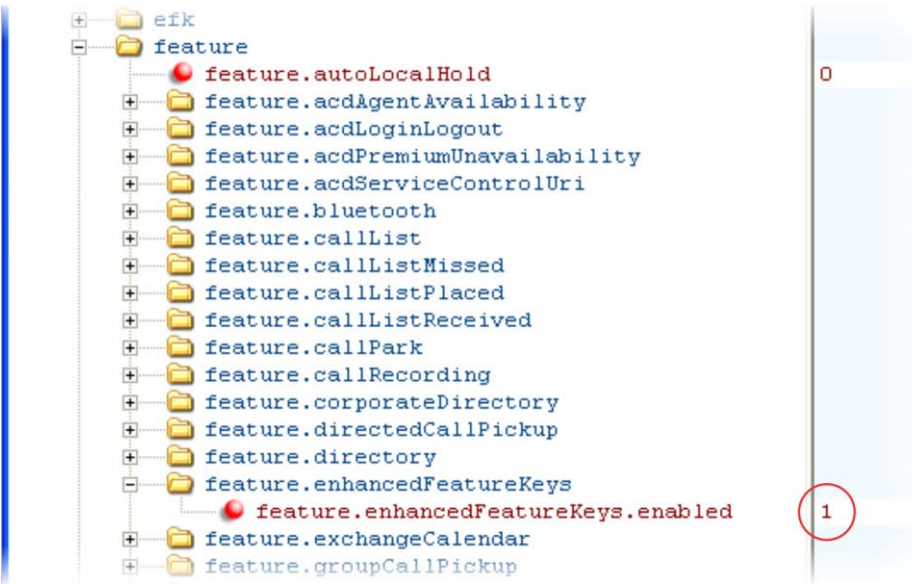 efk
feature
feature.autoLocalHold 0
feature.acdAgentAvailability
feature.acdLoginLogout
feature.acdPremiumUnavailability
feature.acdServiceControlUri
feature.bluetooth
feature.callList
feature.callListMissed
feature.callListPlaced
feature.callListReceived
feature.callPark
feature.callRecording
feature.corporateDirectory
feature.directedCallPickup
feature.directory
feature.enhancedFeatureKeys
feature.enhancedFeatureKeys.enabled 1
feature.exchangeCalendar
feature.groupCallPickup